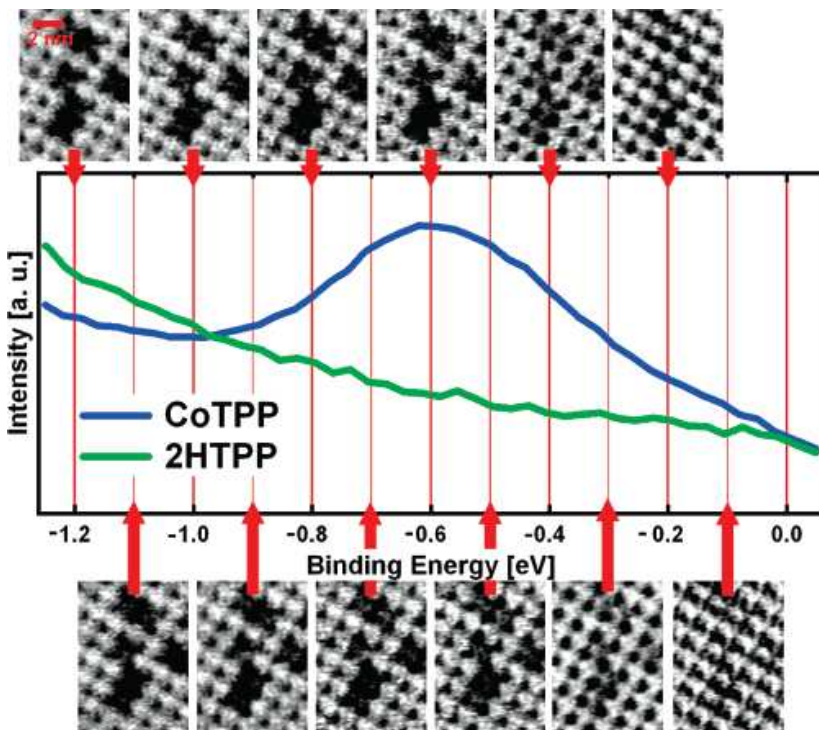 2 nm
Intensity [a. u.]
CoTPP
2HTPP
-1.2 -1.0 -0.8 -0.6 -0.4 -0.2 0.0
Binding Energy [eV]